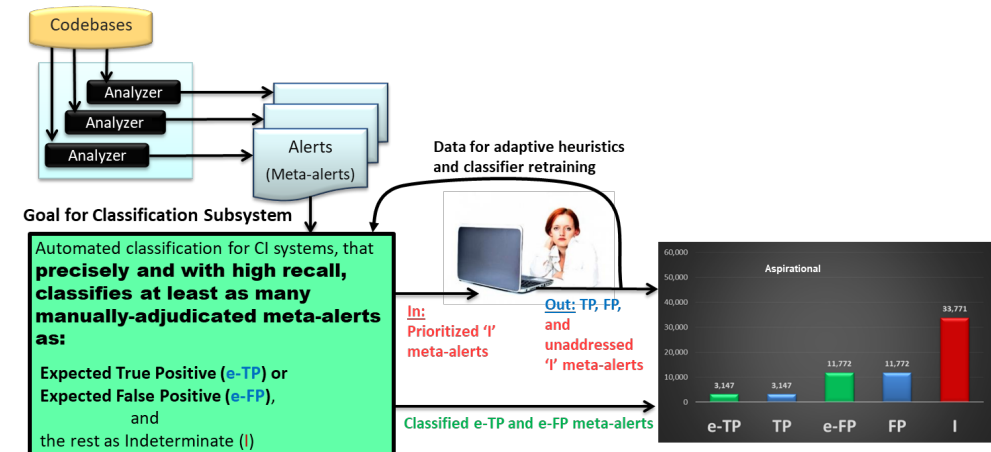 Codebases
Analyzer
Analyzer
Analyzer
Alerts
(Meta-alerts)
Data for adaptive heuristics
and classifier retraining
Goal for Classification Subsystem
Automated classification for CI systems, that
precisely and with high recall,
classifies at least as many
manually-adjudicated meta-alerts
as:
Expected True Positive (e-TP) or
Expected False Positive (e-FP),
and
the rest as Indeterminate (I)
In:
Prioritized ‘I’
meta-alerts
Out: TP, FP,
and
unaddressed
‘I’ meta-alerts
Classified e-TP and e-FP meta-alerts
Aspirational
60,000
50,000
40,000
30,000
20,000
10,000
0
3,147
3,147
11,772
11,772
33,771
e-TP TP e-FP FP I